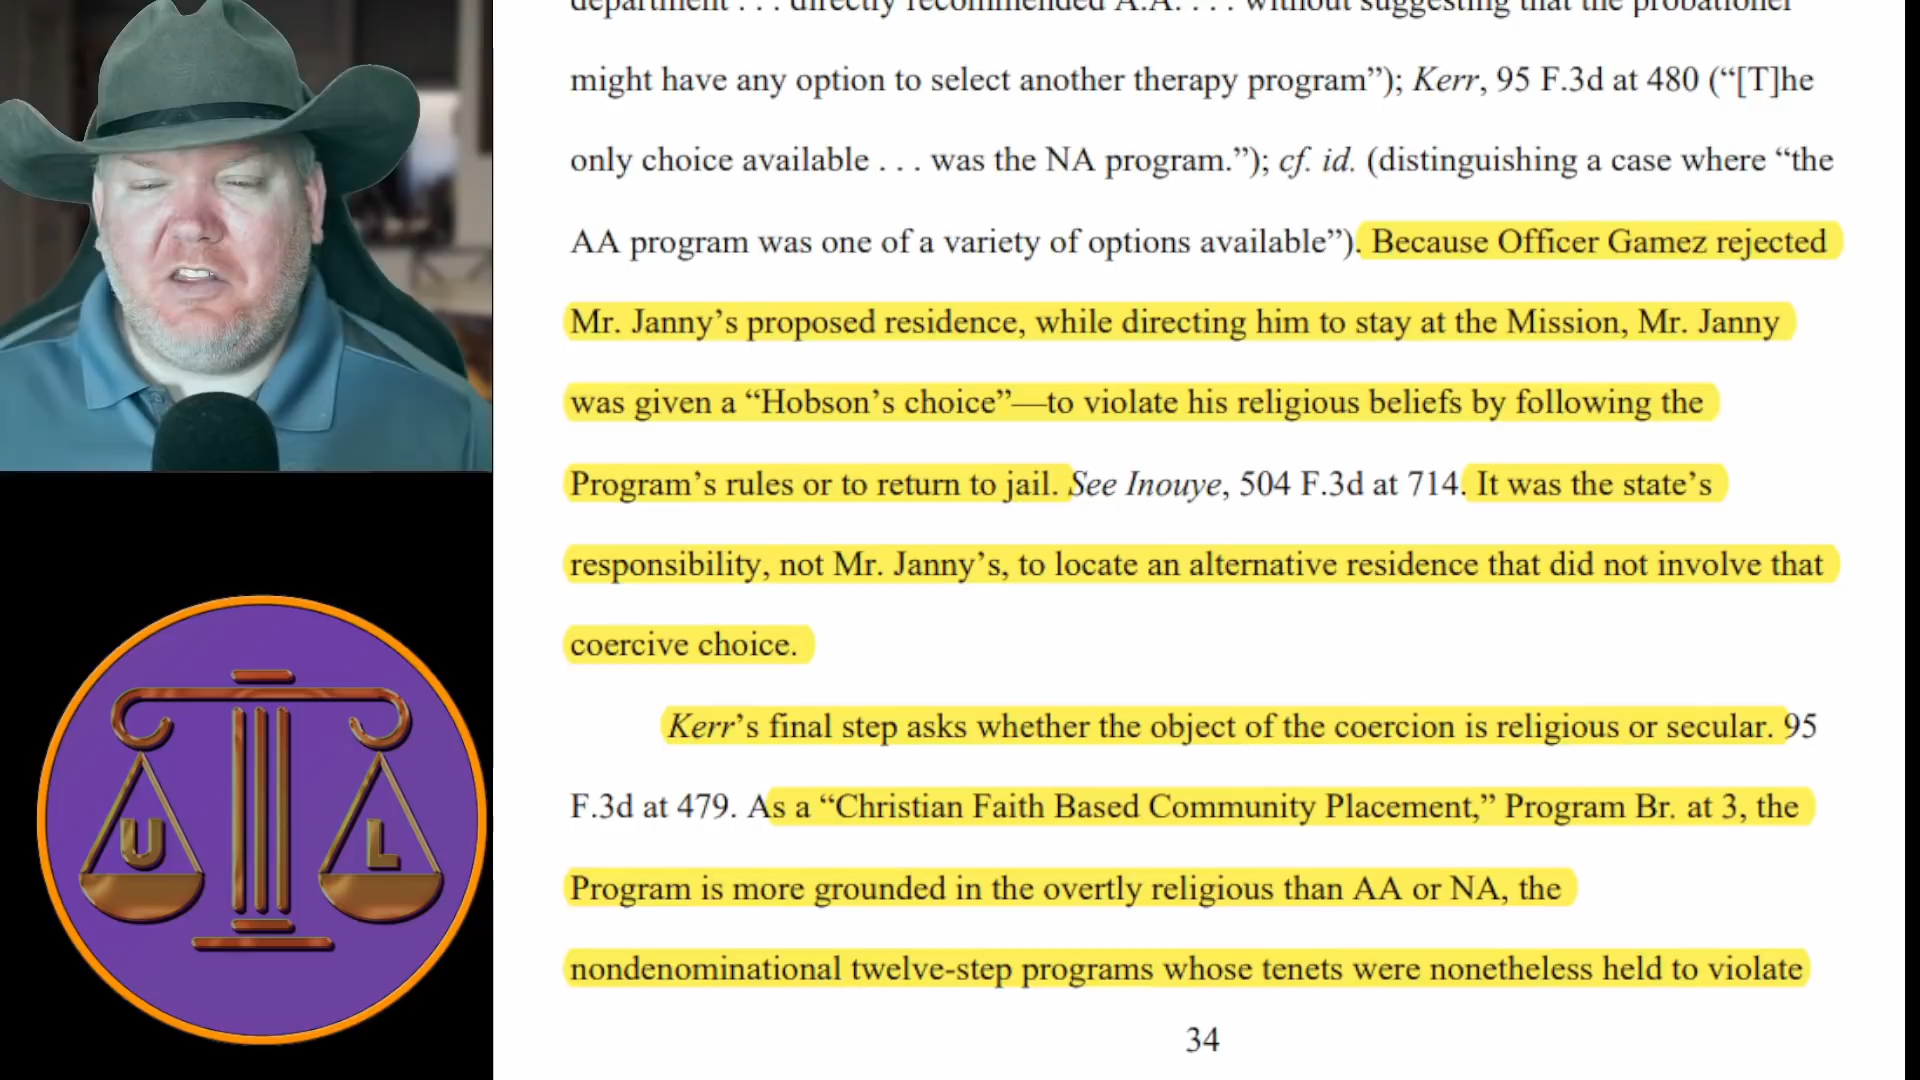 department . . . directly recommended A.A. . . . without suggesting that the probationer
might have any option to select another therapy program”); Kerr, 95 F.3d at 480 (“[T]he
only choice available . . . was the NA program.”); cf. id. (distinguishing a case where “the
AA program was one of a variety of options available”). Because Officer Gamez rejected
Mr. Janny’s proposed residence, while directing him to stay at the Mission, Mr. Janny
was given a “Hobson’s choice”—to violate his religious beliefs by following the
Program’s rules or to return to jail. See Inouye, 504 F.3d at 714. It was the state’s
responsibility, not Mr. Janny’s, to locate an alternative residence that did not involve that
coercive choice.
Kerr’s final step asks whether the object of the coercion is religious or secular. 95
F.3d at 479. As a “Christian Faith Based Community Placement,” Program Br. at 3, the
Program is more grounded in the overtly religious than AA or NA, the
nondenominational twelve-step programs whose tenets were nonetheless held to violate
34
U L